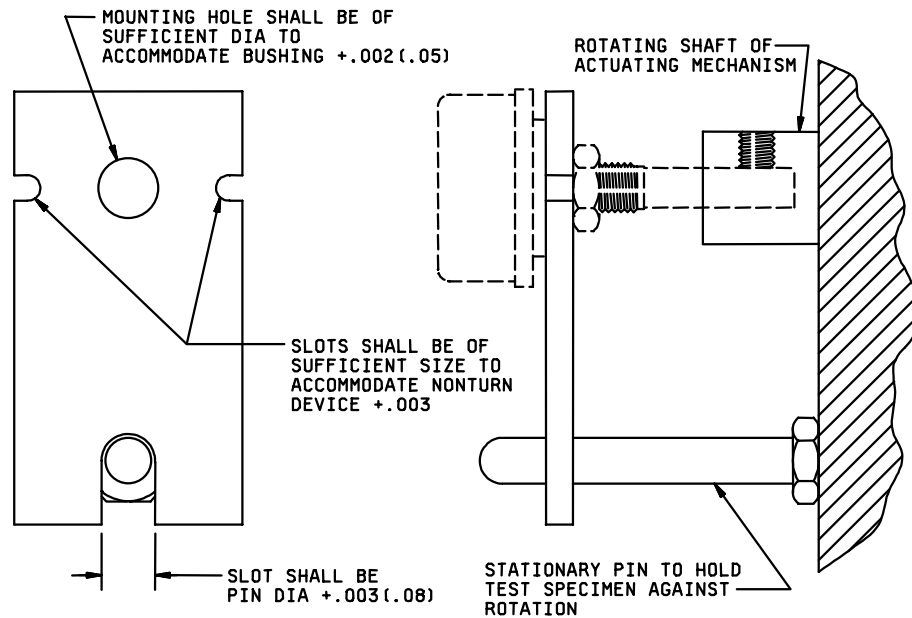 MOUNTING HOLE SHALL BE OF
SUFFICIENT DIA TO
ACCOMMODATE BUSHING +.002(.05)
ROTATING SHAFT OF
ACTUATING MECHANISM
SLOTS SHALL BE OF
SUFFICIENT SIZE TO
ACCOMMODATE NONTURN
DEVICE +.003
SLOT SHALL BE
PIN DIA +.003(.08)
STATIONARY PIN TO HOLD
TEST SPECIMEN AGAINST
ROTATION